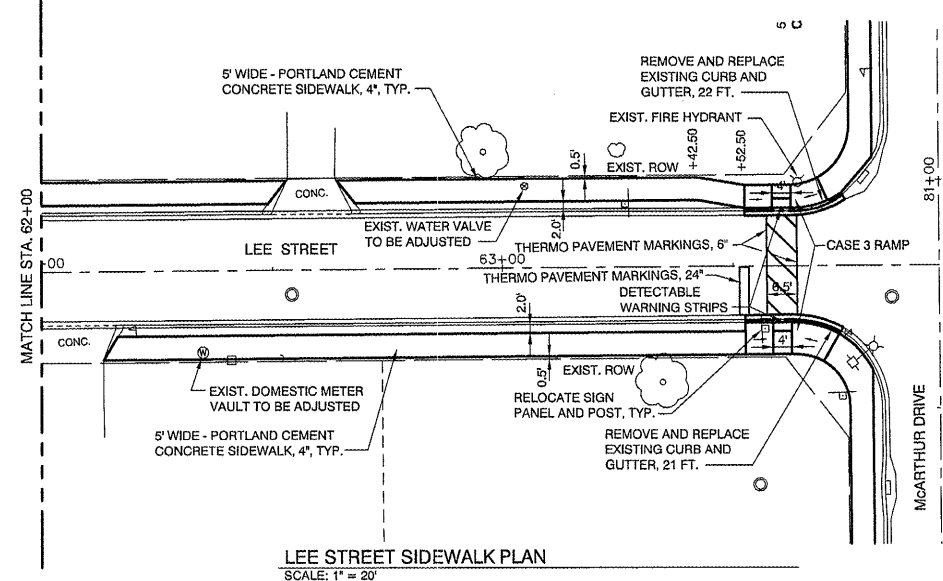 5
C
5' WIDE - PORTLAND CEMENT
CONCRETE SIDEWALK, 4", TYP.
REMOVE AND REPLACE
EXISTING CURB AND
GUTTER, 22 FT.
EXIST. FIRE HYDRANT
+42.50
+52.50
0.5'
EXIST. ROW
81+00
4'
CONC.
MATCH LINE STA. 62+00
EXIST. WATER VALVE
TO BE ADJUSTED
2.0'
LEE STREET
THERMO PAVEMENT MARKINGS, 6"
CASE 3 RAMP
00
63+00
THERMO PAVEMENT MARKINGS, 24"
DETECTABLE
WARNING STRIPS
6.5'
2.0'
CONC.
4'
W
EXIST. ROW
0.5'
EXIST. DOMESTIC METER
VAULT TO BE ADJUSTED
RELOCATE SIGN
PANEL AND POST, TYP.
5' WIDE - PORTLAND CEMENT
CONCRETE SIDEWALK, 4", TYP.
REMOVE AND REPLACE
EXISTING CURB AND
GUTTER, 21 FT.
McARTHUR DRIVE
LEE STREET SIDEWALK PLAN
SCALE: 1" = 20'